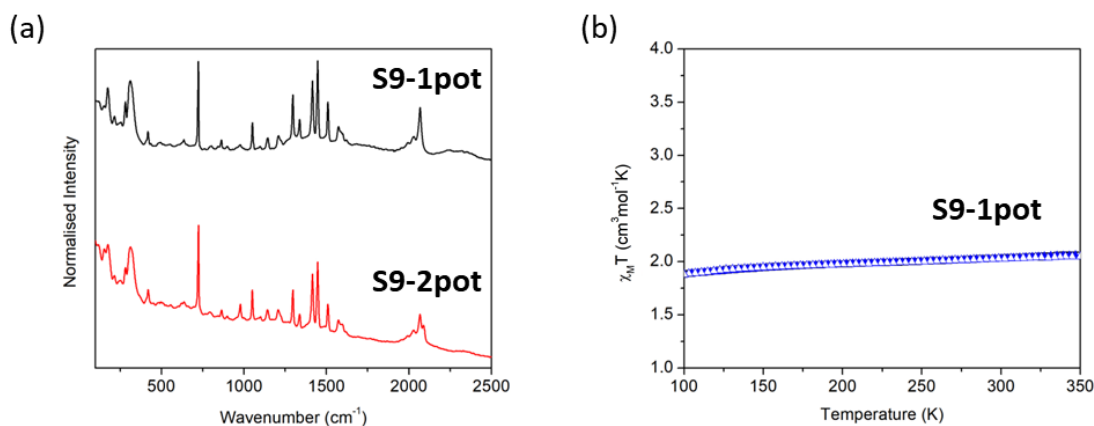 (a)
S9-1pot
S9-2pot
Normalised Intensity
500 1000 1500 2000 2500
Wavenumber (cm⁻¹)
(b)
4.0
3.5
3.0
2.5
2.0
1.5
1.0
χ_MT (cm³mol⁻¹K)
S9-1pot
100 150 200 250 300 350
Temperature (K)